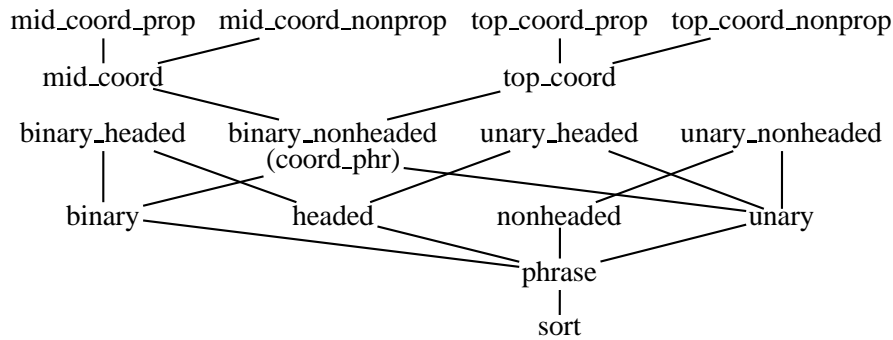 mid_coord_prop mid_coord_nonprop top_coord_prop top_coord_nonprop
mid_coord top_coord
binary_headed binary_nonheaded unary_headed unary_nonheaded
(coord_phr)
binary headed nonheaded unary
phrase
sort